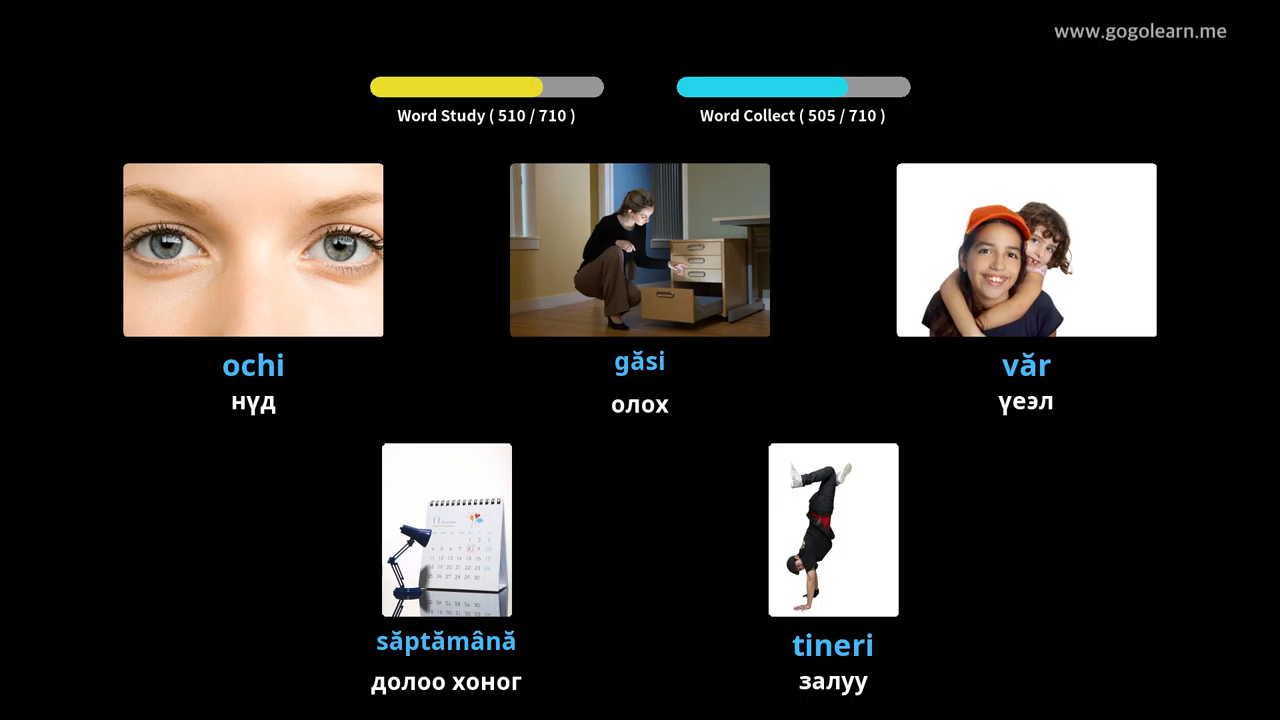 www.gogolearn.me
Word Study ( 510 / 710 )
Word Collect ( 505 / 710 )
ochi
нүд
găsi
олох
văr
үеэл
săptămână
долоо хоног
tineri
залуу